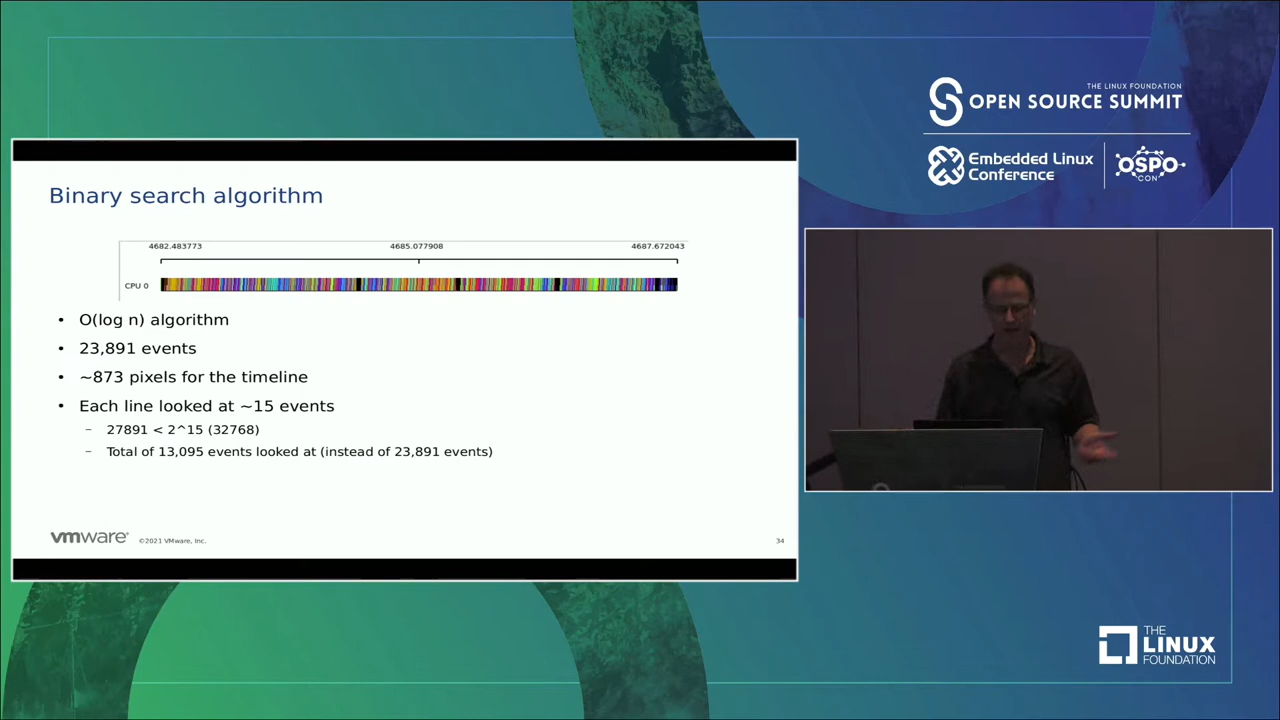 THE LINUX FOUNDATION
OPEN SOURCE SUMMIT
Embedded Linux
Conference
OSPO
CON
Binary search algorithm
4682.483773 4685.077908 4687.672043
CPU 0
• O(log n) algorithm
• 23,891 events
• ~873 pixels for the timeline
• Each line looked at ~15 events
– 27891 < 2^15 (32768)
– Total of 13,095 events looked at (instead of 23,891 events)
vmware® ©2021 VMware, Inc. 34
THE
LINUX
FOUNDATION